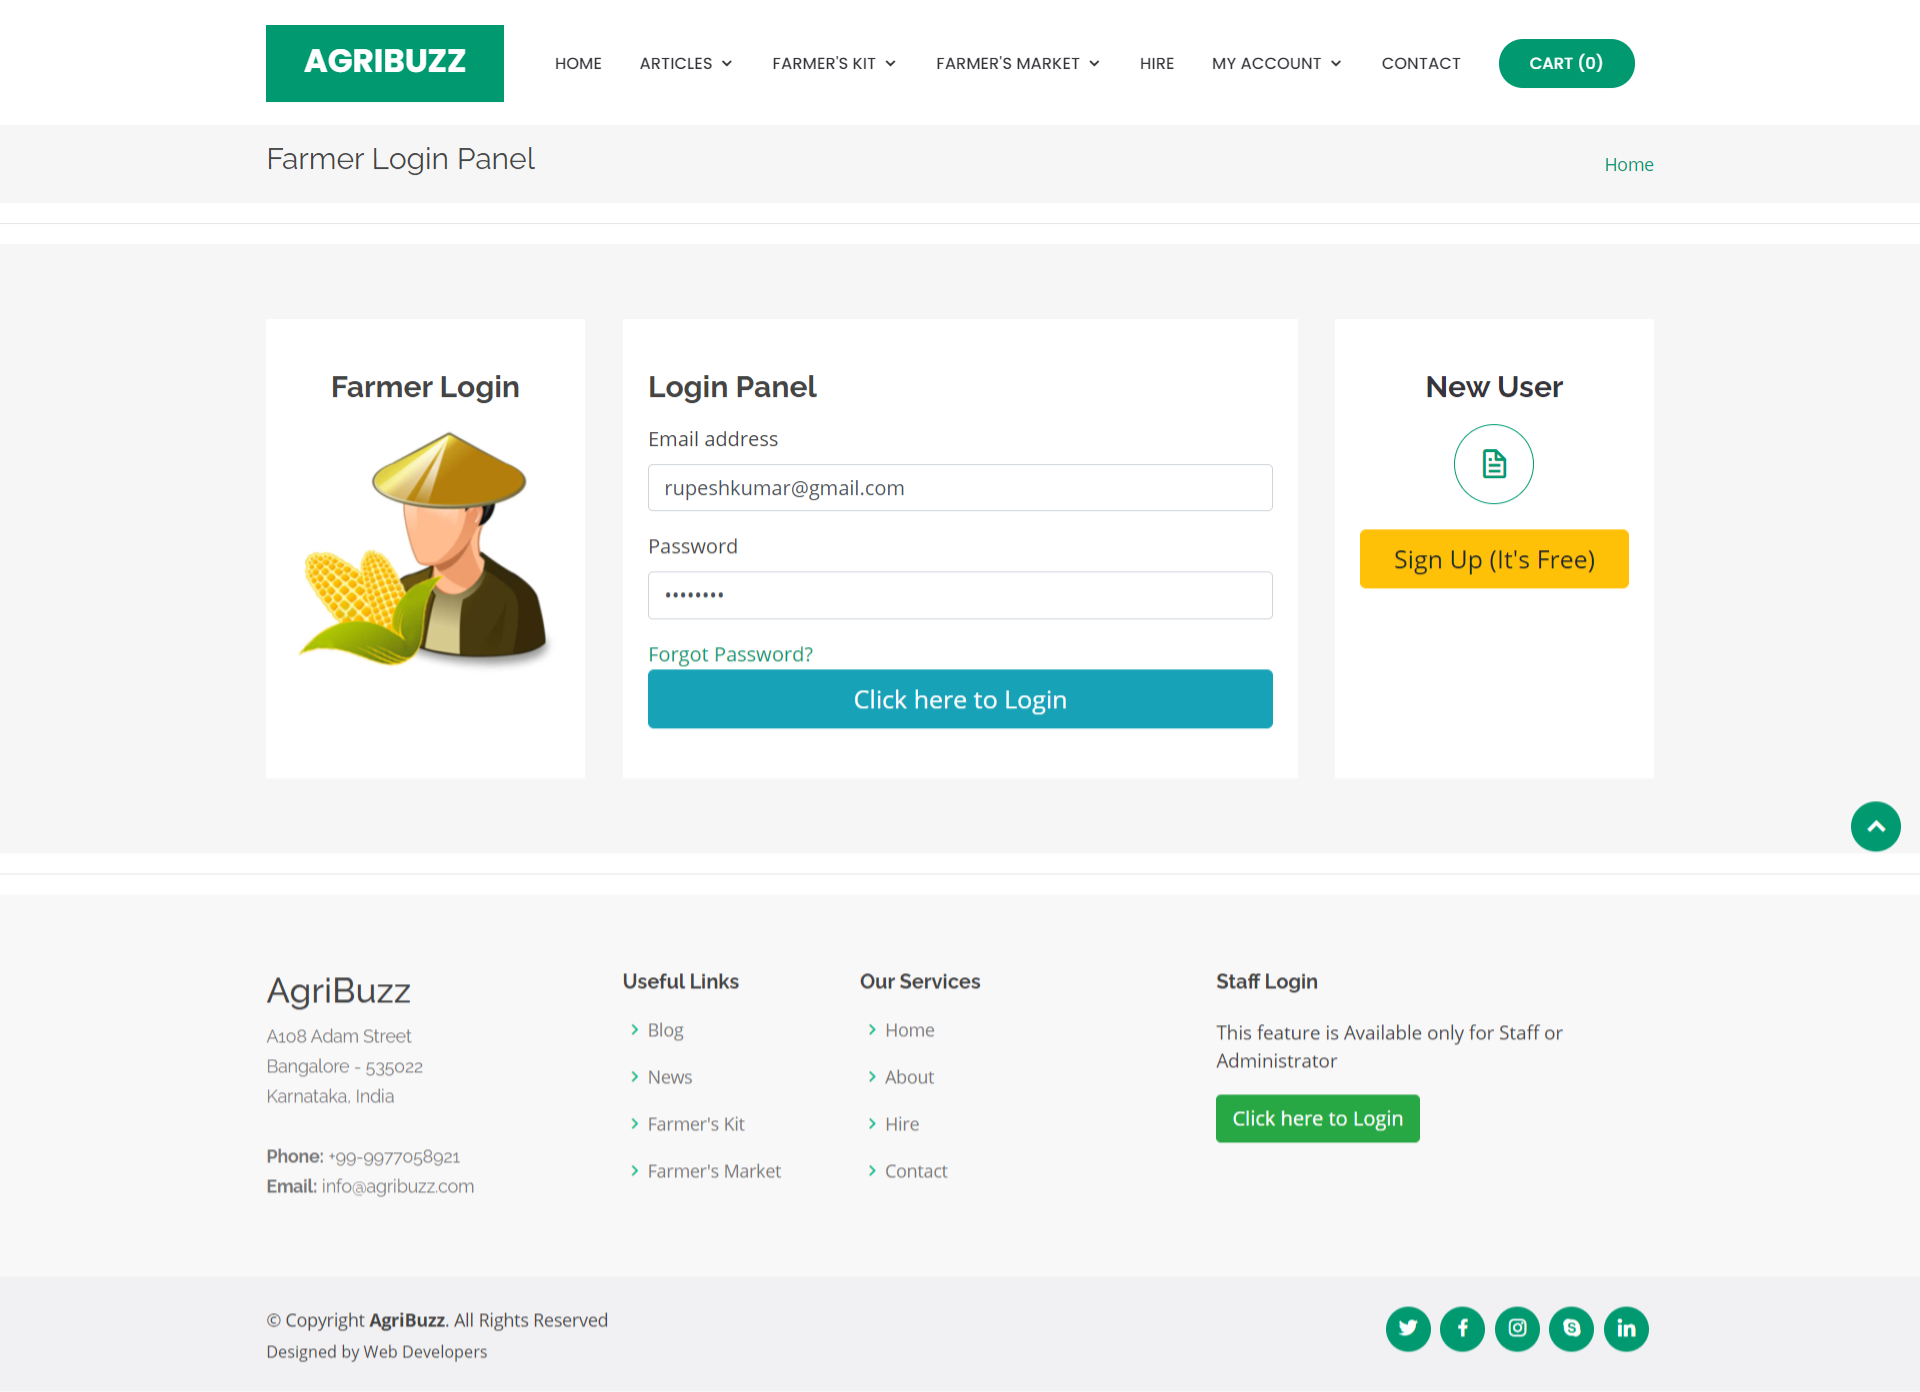 AGRIBUZZ
HOME ARTICLES FARMER'S KIT FARMER'S MARKET HIRE MY ACCOUNT CONTACT CART (0)
Farmer Login Panel
Home
Farmer Login
Login Panel
Email address
rupeshkumar@gmail.com
Password
••••••••
Forgot Password?
Click here to Login
New User
Sign Up (It's Free)
AgriBuzz
A108 Adam Street
Bangalore - 535022
Karnataka, India
Phone: +99-9977058921
Email: info@agribuzz.com
Useful Links
Blog
News
Farmer's Kit
Farmer's Market
Our Services
Home
About
Hire
Contact
Staff Login
This feature is Available only for Staff or
Administrator
Click here to Login
© Copyright AgriBuzz. All Rights Reserved
Designed by Web Developers